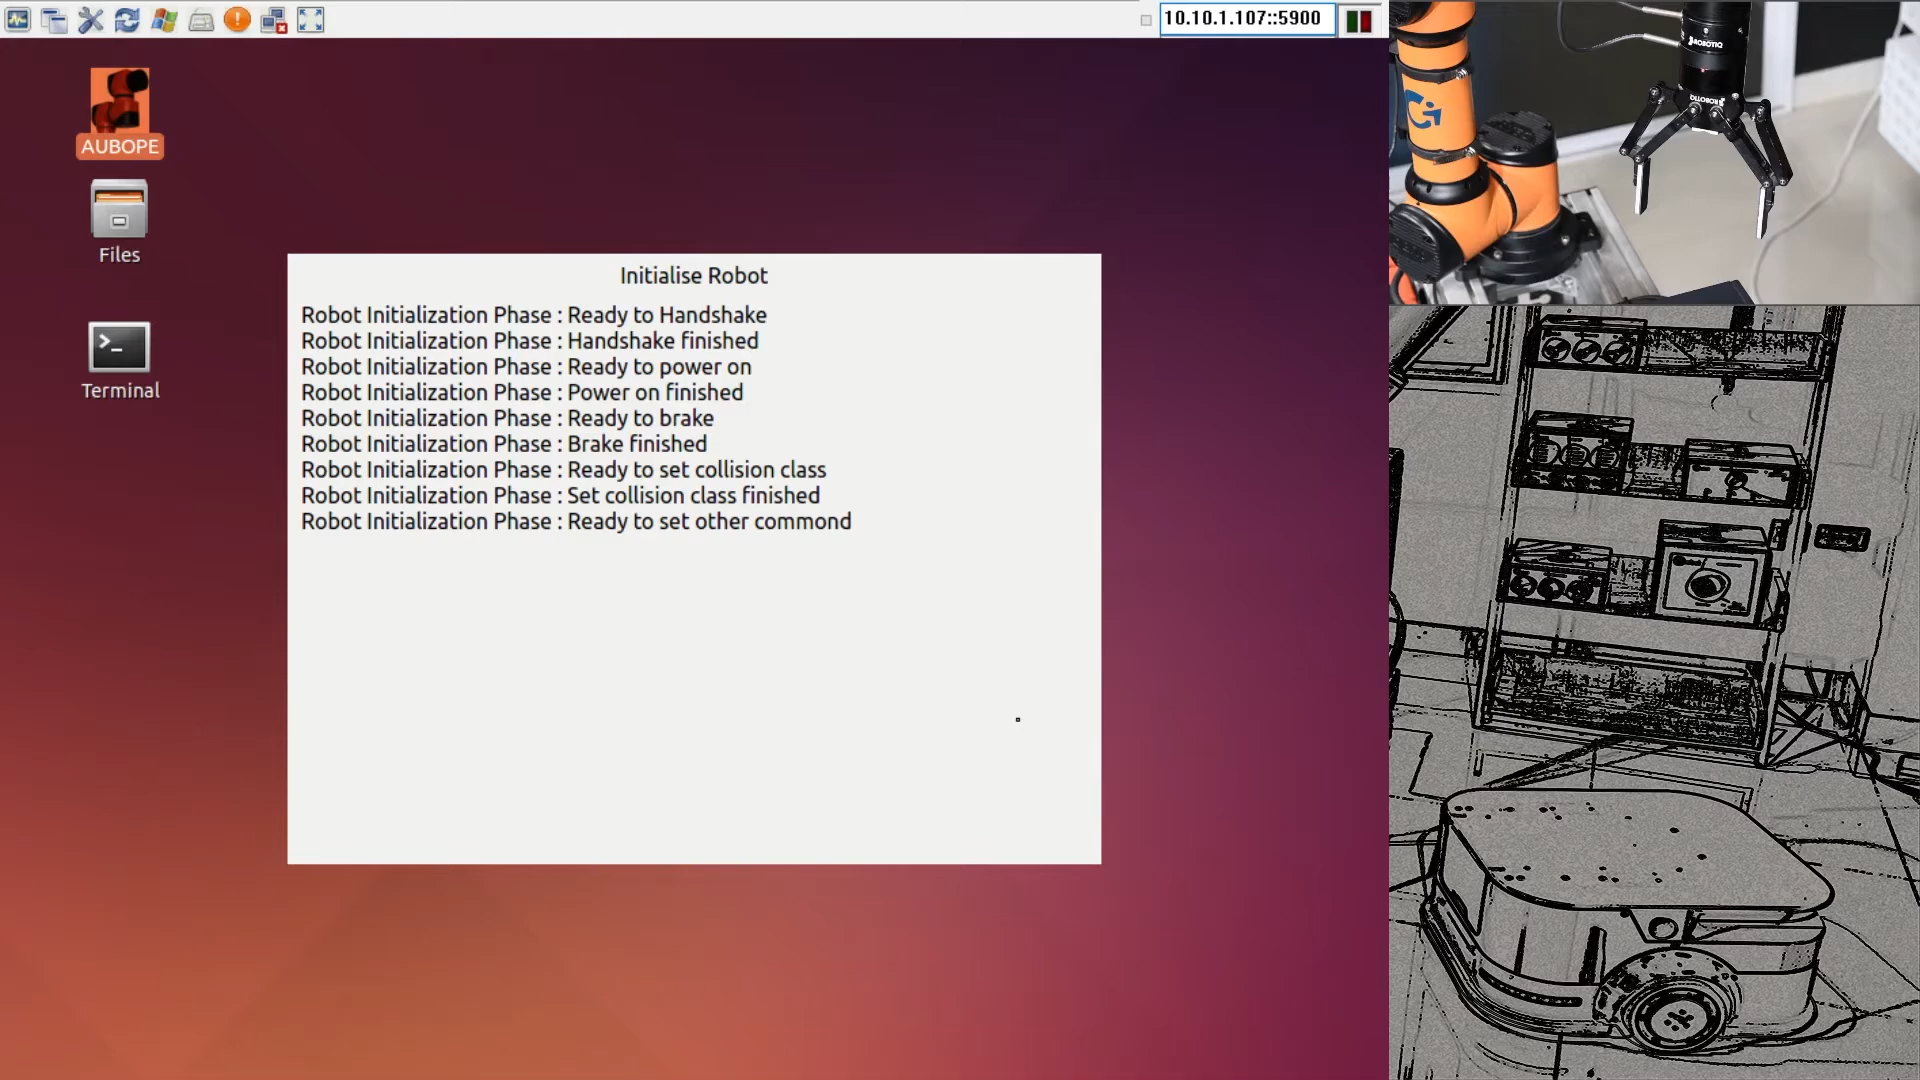 10.10.1.107::5900
AUBOPE
Files
Terminal
Initialise Robot
Robot Initialization Phase : Ready to Handshake
Robot Initialization Phase : Handshake finished
Robot Initialization Phase : Ready to power on
Robot Initialization Phase : Power on finished
Robot Initialization Phase : Ready to brake
Robot Initialization Phase : Brake finished
Robot Initialization Phase : Ready to set collision class
Robot Initialization Phase : Set collision class finished
Robot Initialization Phase : Ready to set other commond
ROBOTIQ
ROBOTIQ